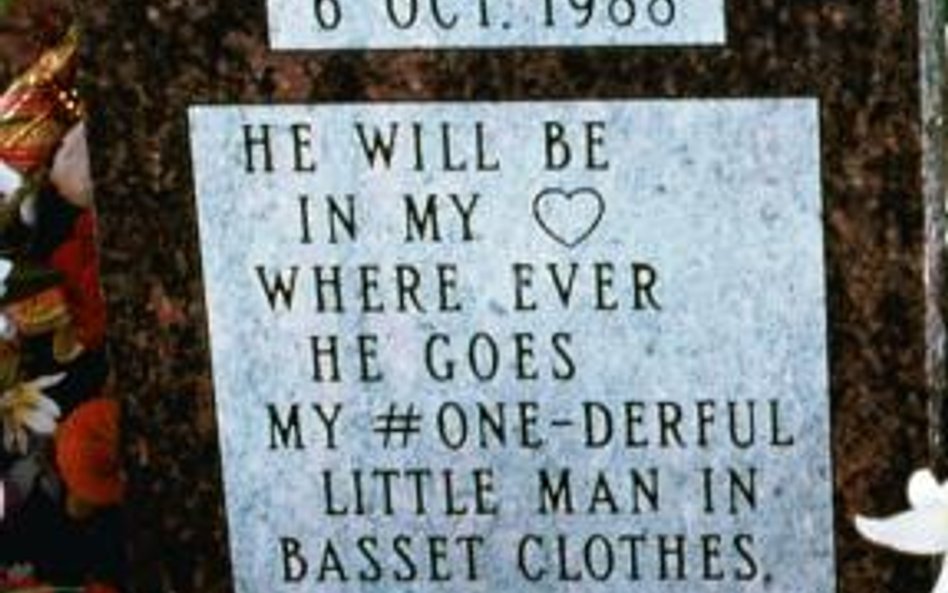 6 OCT. 1988
HE WILL BE
IN MY ♡
WHERE EVER
HE GOES
MY #ONE-DERFUL
LITTLE MAN IN
BASSET CLOTHES.